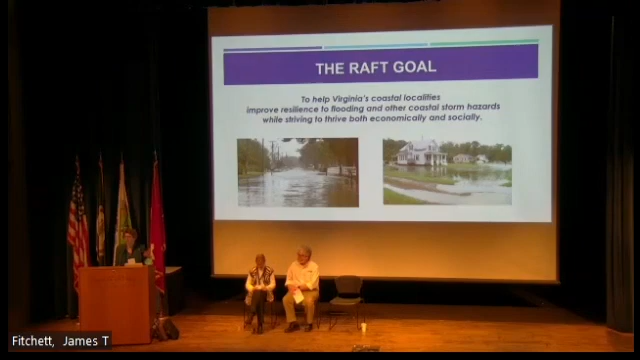 THE RAFT GOAL
To help Virginia's coastal localities
improve resilience to flooding and other coastal storm hazards
while striving to thrive both economically and socially.
Fitchett, James T